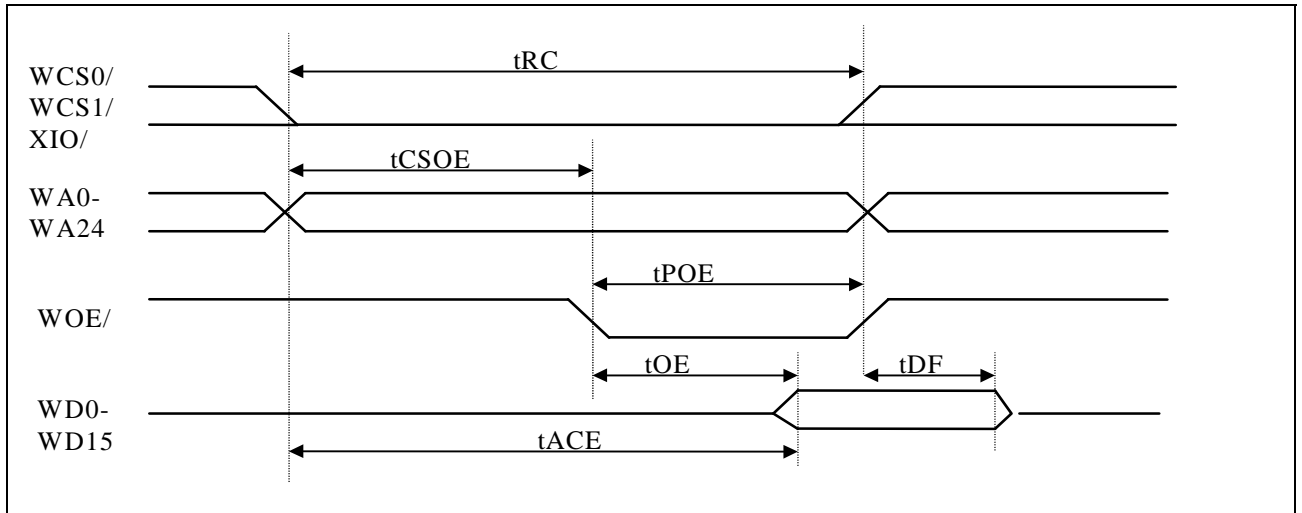 tRC
WCS0/
WCS1/
XIO/
tCSOE
WA0-
WA24
tPOE
WOE/
tOE
tDF
WD0-
WD15
tACE